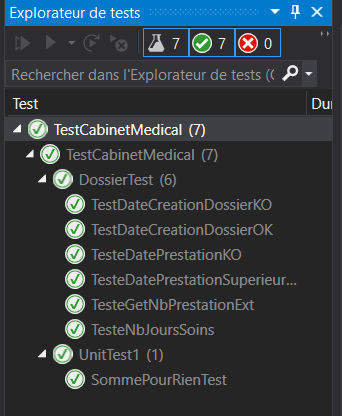 Explorateur de tests
7 7 0
Rechercher dans l'Explorateur de tests (C
Test Du
TestCabinetMedical (7)
TestCabinetMedical (7)
DossierTest (6)
TestDateCreationDossierKO
TestDateCreationDossierOK
TesteDatePrestationKO
TesteDatePrestationSuperieur...
TesteGetNbPrestationExt
TesteNbJoursSoins
UnitTest1 (1)
SommePourRienTest